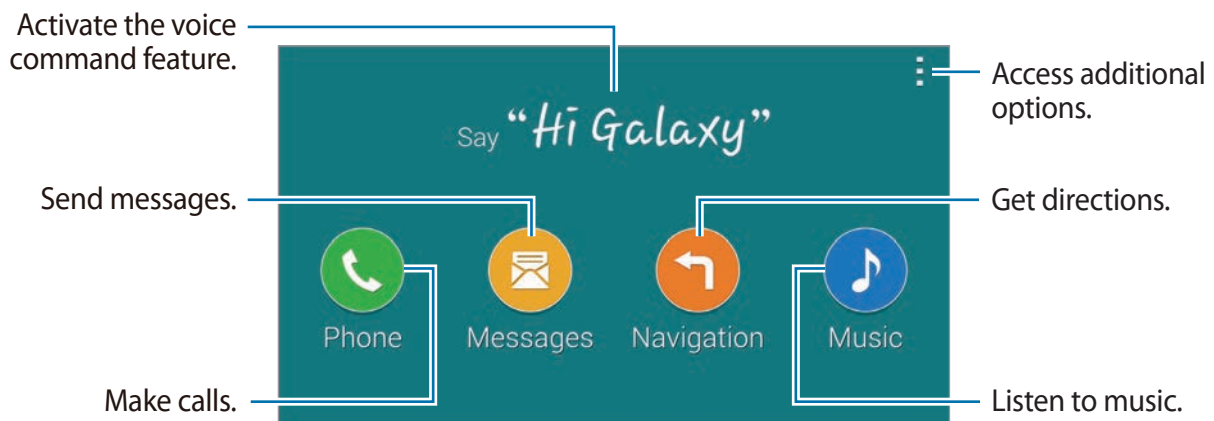 Activate the voice
command feature.
Access additional
options.
Say “Hi Galaxy”
Send messages.
Get directions.
Phone
Messages
Navigation
Music
Make calls.
Listen to music.